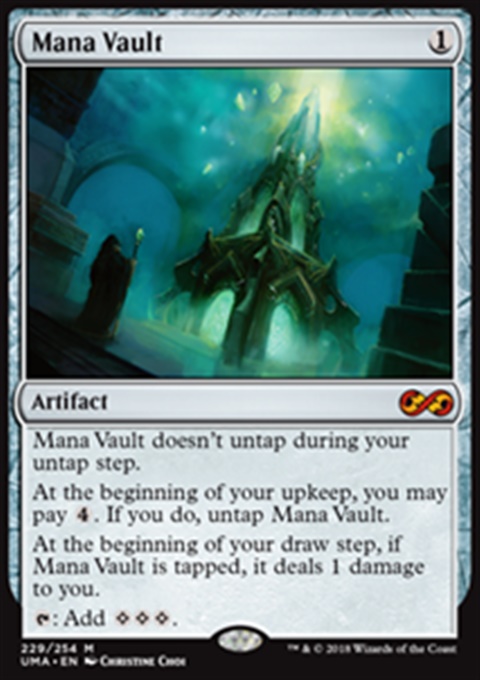 Mana Vault 1
Artifact
Mana Vault doesn't untap during your
untap step.
At the beginning of your upkeep, you may
pay 4. If you do, untap Mana Vault.
At the beginning of your draw step, if
Mana Vault is tapped, it deals 1 damage
to you.
: Add .
229/254 M
UMA • EN Christine Choi
™ & © 2018 Wizards of the Coast